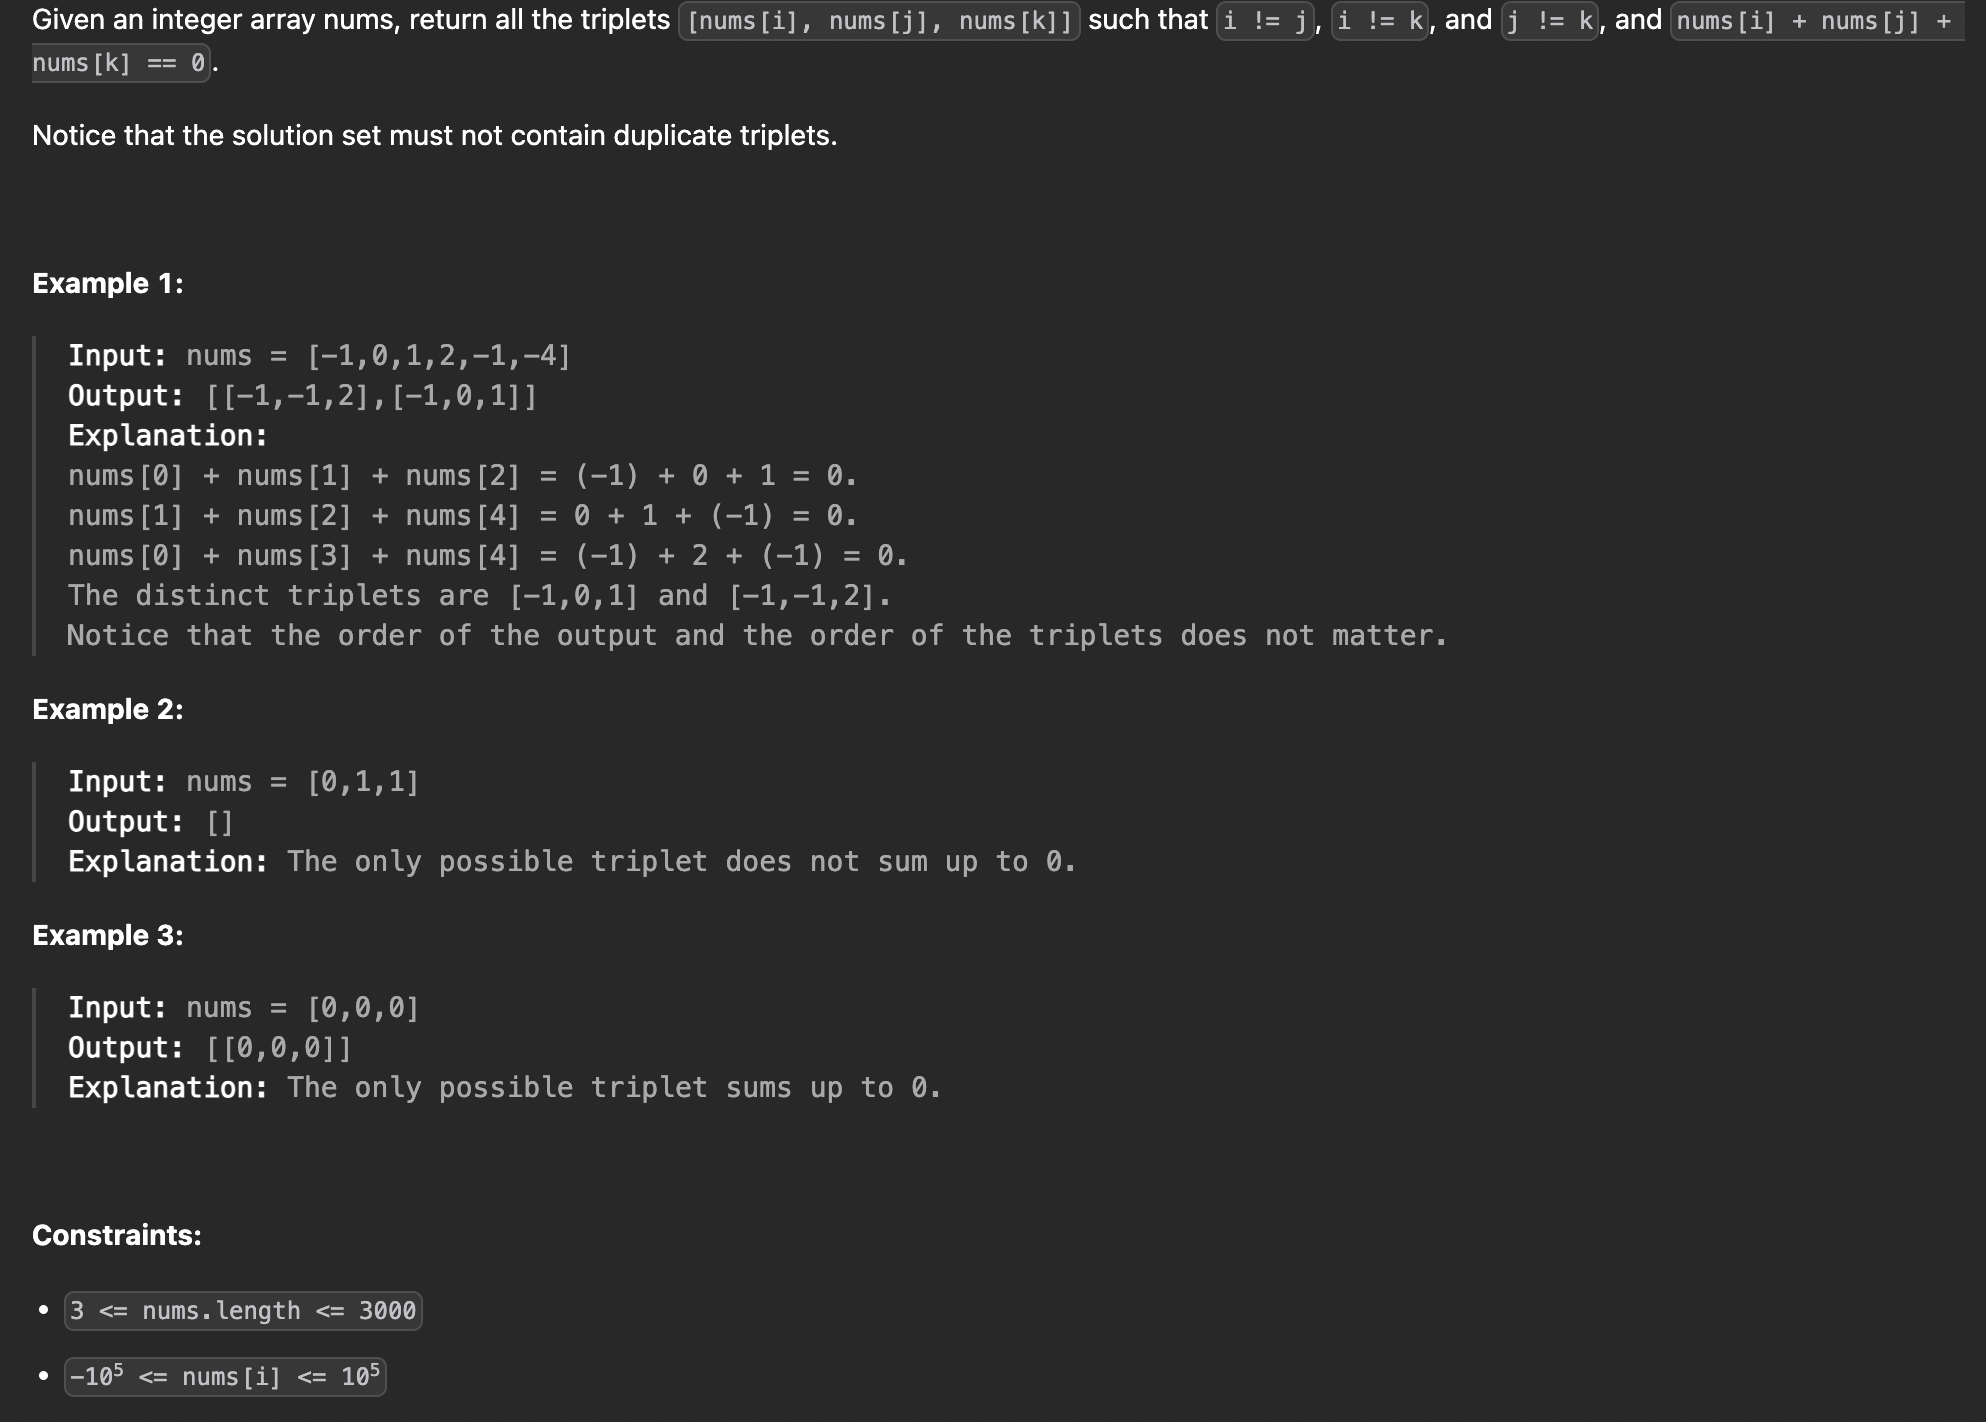 Given an integer array nums, return all the triplets [nums[i], nums[j], nums[k]] such that i != j, i != k, and j != k, and nums[i] + nums[j] +
nums[k] == 0.
Notice that the solution set must not contain duplicate triplets.
Example 1:
Input: nums = [-1,0,1,2,-1,-4]
Output: [[-1,-1,2],[-1,0,1]]
Explanation:
nums[0] + nums[1] + nums[2] = (-1) + 0 + 1 = 0.
nums[1] + nums[2] + nums[4] = 0 + 1 + (-1) = 0.
nums[0] + nums[3] + nums[4] = (-1) + 2 + (-1) = 0.
The distinct triplets are [-1,0,1] and [-1,-1,2].
Notice that the order of the output and the order of the triplets does not matter.
Example 2:
Input: nums = [0,1,1]
Output: []
Explanation: The only possible triplet does not sum up to 0.
Example 3:
Input: nums = [0,0,0]
Output: [[0,0,0]]
Explanation: The only possible triplet sums up to 0.
Constraints:
• 3 <= nums.length <= 3000
• -10⁵ <= nums[i] <= 10⁵